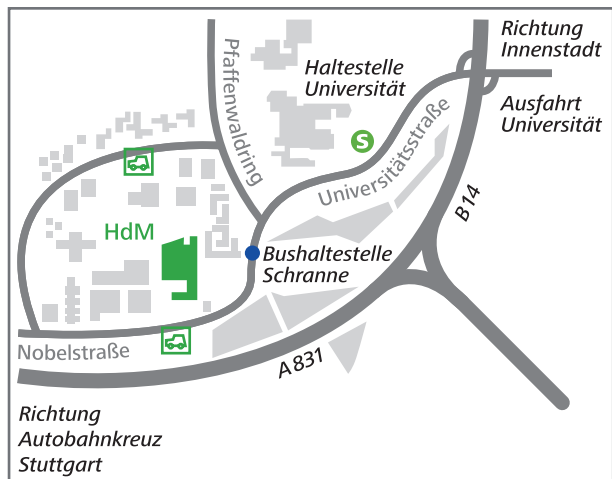 Richtung
Innenstadt
Pfaffenwaldring
Haltestelle
Universität
Ausfahrt
Universität
S
Universitätsstraße
B14
HdM
Bushaltestelle
Schranne
Nobelstraße
A 831
Richtung
Autobahnkreuz
Stuttgart